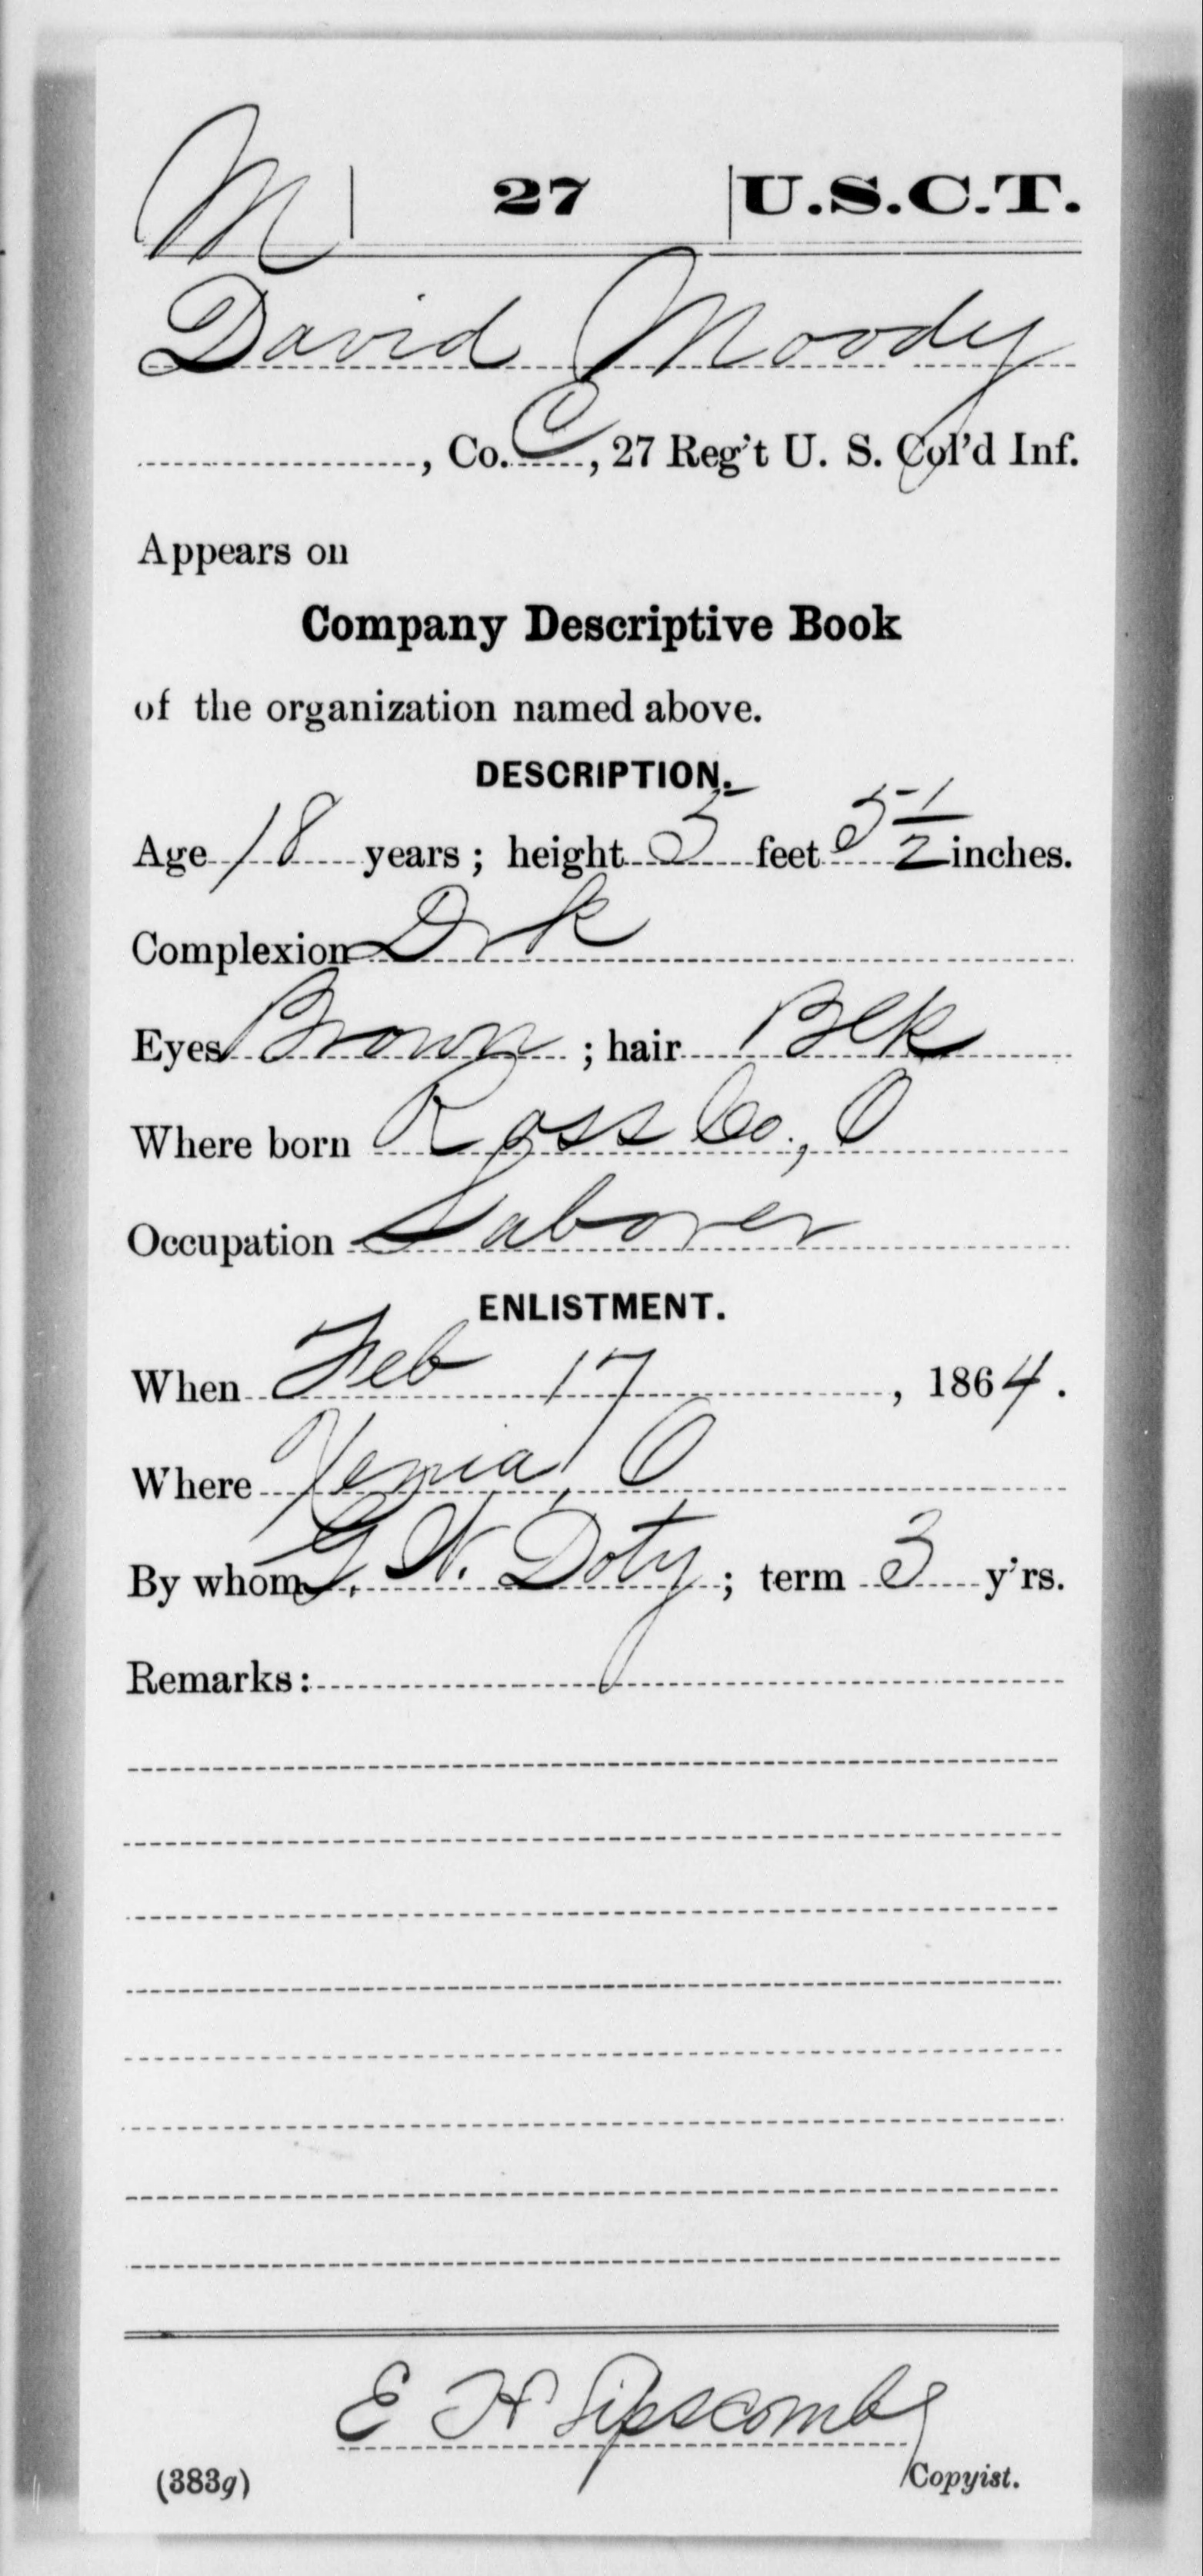 M | 27 | U.S.C.T.
David Moody
, Co. C, 27 Reg't U. S. Col'd Inf.
Appears on
Company Descriptive Book
of the organization named above.
DESCRIPTION.
Age 18 years; height 5 feet 5 1/2 inches.
Complexion Drk
Eyes Brown; hair Blk
Where born Ross Co., O
Occupation Laborer
ENLISTMENT.
When Feb 17, 1864.
Where Xenia, O
By whom G. W. Doty; term 3 y'rs.
Remarks:
E H Lipscomb
(383g) Copyist.